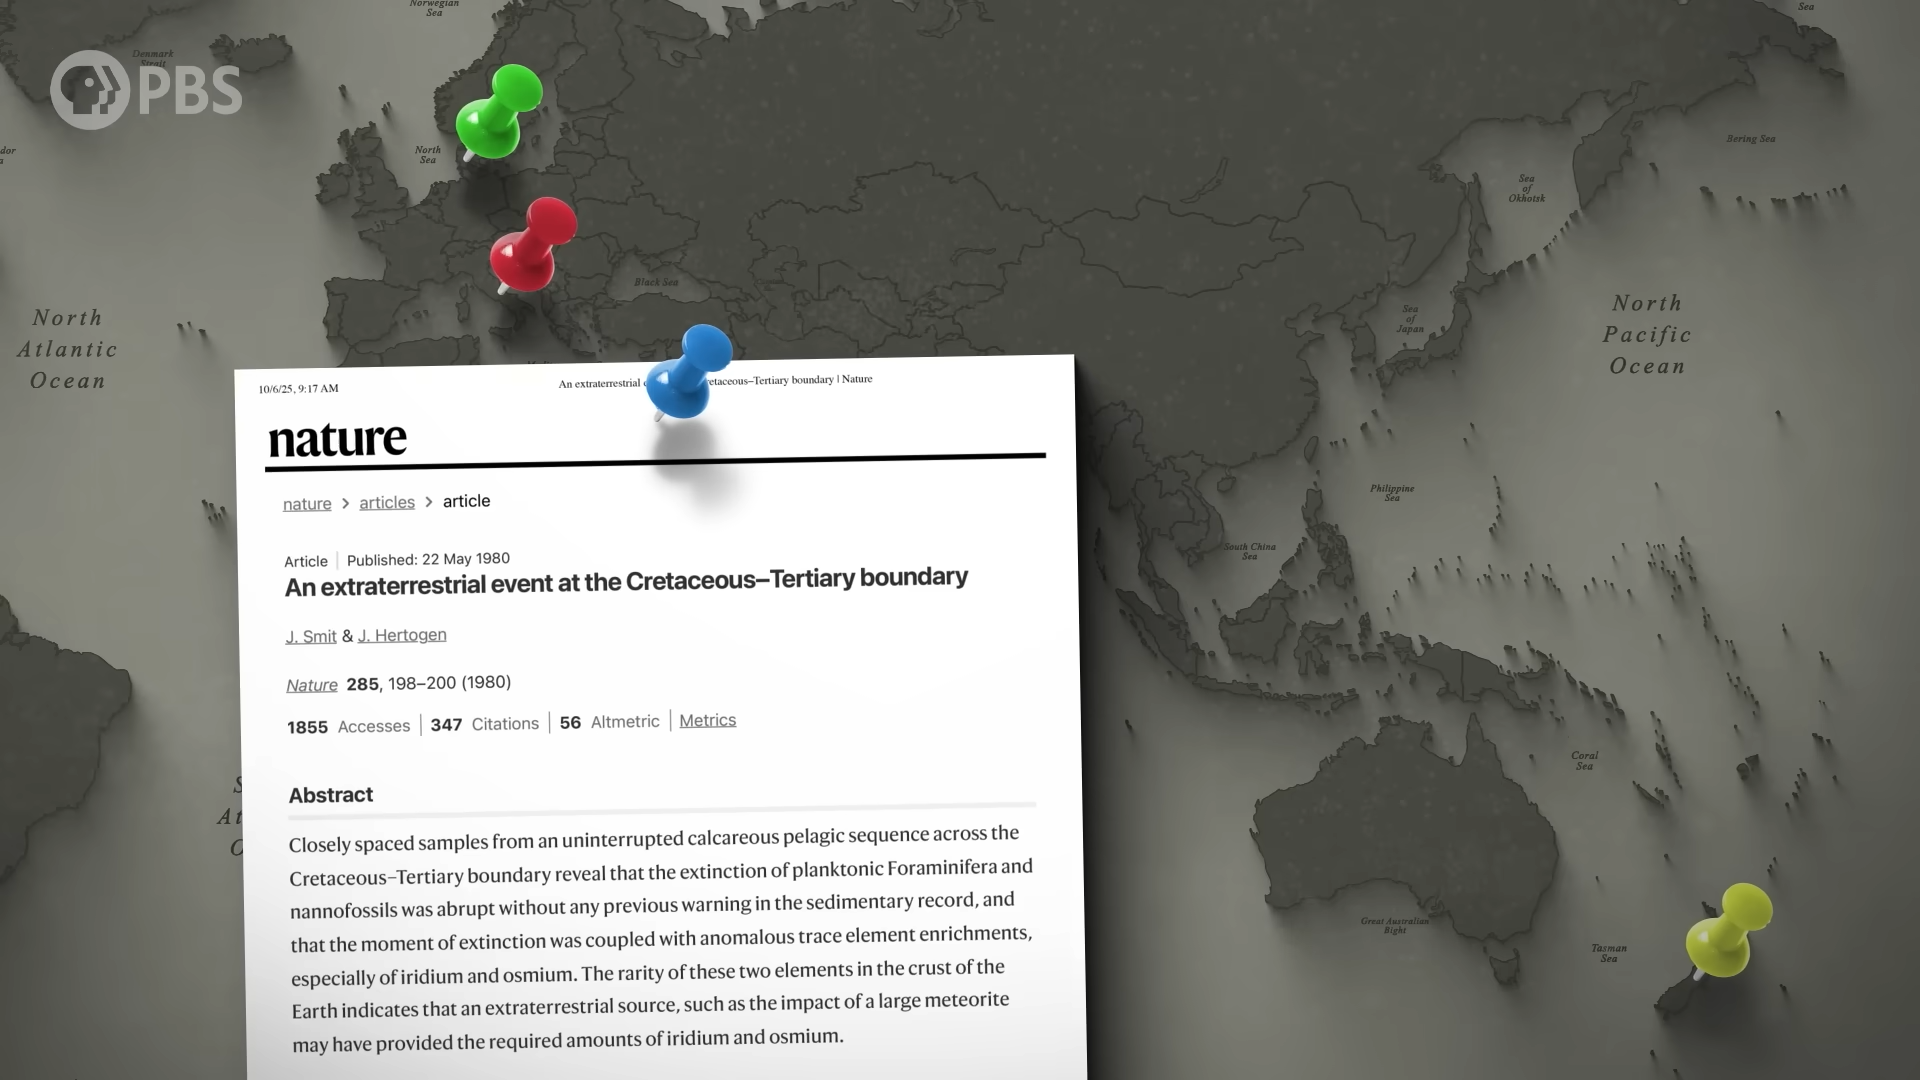 Norwegian
Sea
Sea
Denmark
Strait
PBS
North
Sea
Bering Sea
Sea
of
Okhotsk
Black Sea
North
Atlantic
Ocean
North
Pacific
Ocean
Sea
of
Japan
Philippine
Sea
South China
Sea
Coral
Sea
Great Australian
Bight
Tasman
Sea
10/6/25, 9:17 AM
An extraterrestrial
etaceous–Tertiary boundary | Nature
nature
nature > articles > article
Article | Published: 22 May 1980
An extraterrestrial event at the Cretaceous–Tertiary boundary
J. Smit & J. Hertogen
Nature 285, 198–200 (1980)
1855 Accesses | 347 Citations | 56 Altmetric | Metrics
Abstract
Closely spaced samples from an uninterrupted calcareous pelagic sequence across the
Cretaceous–Tertiary boundary reveal that the extinction of planktonic Foraminifera and
nannofossils was abrupt without any previous warning in the sedimentary record, and
that the moment of extinction was coupled with anomalous trace element enrichments,
especially of iridium and osmium. The rarity of these two elements in the crust of the
Earth indicates that an extraterrestrial source, such as the impact of a large meteorite
may have provided the required amounts of iridium and osmium.